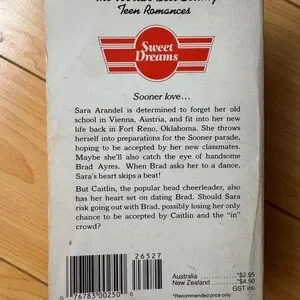 The World's Best Selling
Teen Romances
Sweet
Dreams
Sooner love...
Sara Arandel is determined to forget her old
school in Vienna, Austria, and fit into her new
life back in Fort Reno, Oklahoma. She throws
herself into preparations for the Sooner parade,
hoping to be accepted by her new classmates.
Maybe she'll also catch the eye of handsome
Brad Ayres. When Brad asks her to a dance.
Sara's heart skips a beat!
But Caitlin, the popular head cheerleader, also
has her heart set on dating Brad. Should Sara
risk going out with Brad, possibly losing her only
chance to be accepted by Caitlin and the "in"
crowd?
26527
0 76783 00250 0
Australia *$2.95
New Zealand *$4.50
GST inc
*Recommended price only